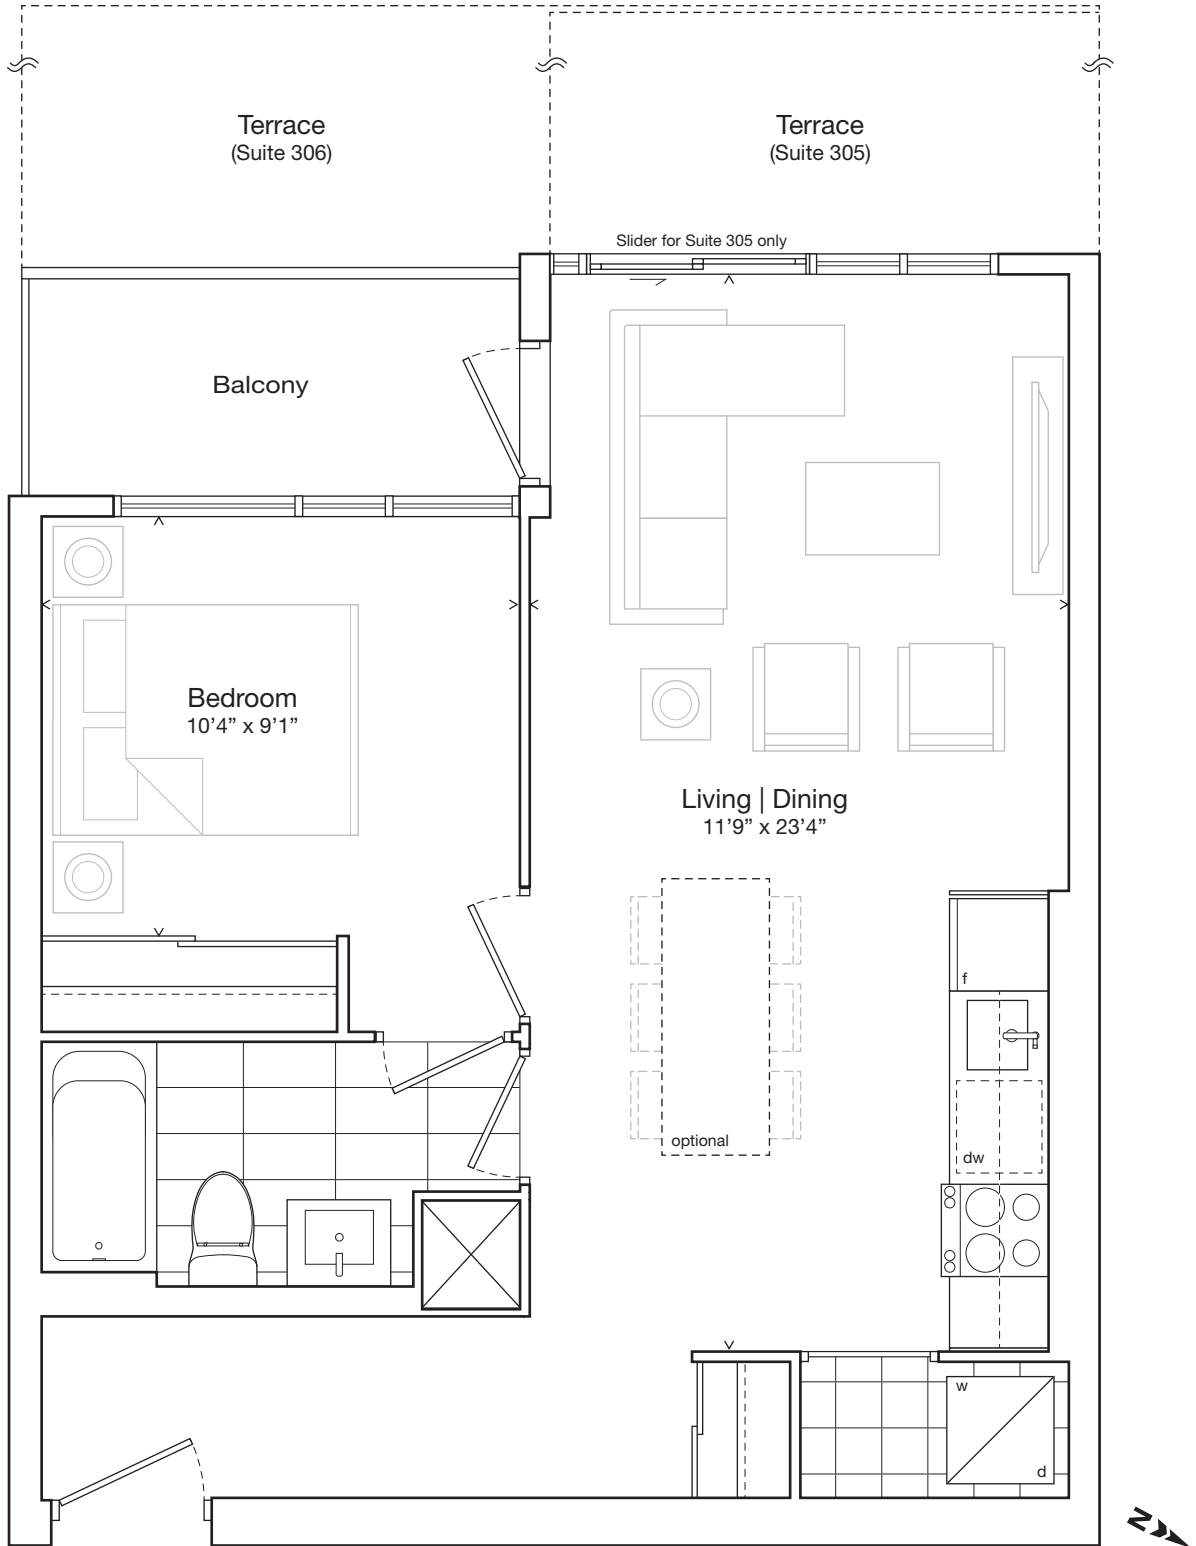 Terrace
(Suite 306)
Terrace
(Suite 305)
Slider for Suite 305 only
Balcony
Bedroom
10’4” x 9’1”
Living | Dining
11’9” x 23’4”
f
optional
dw
w
d
N